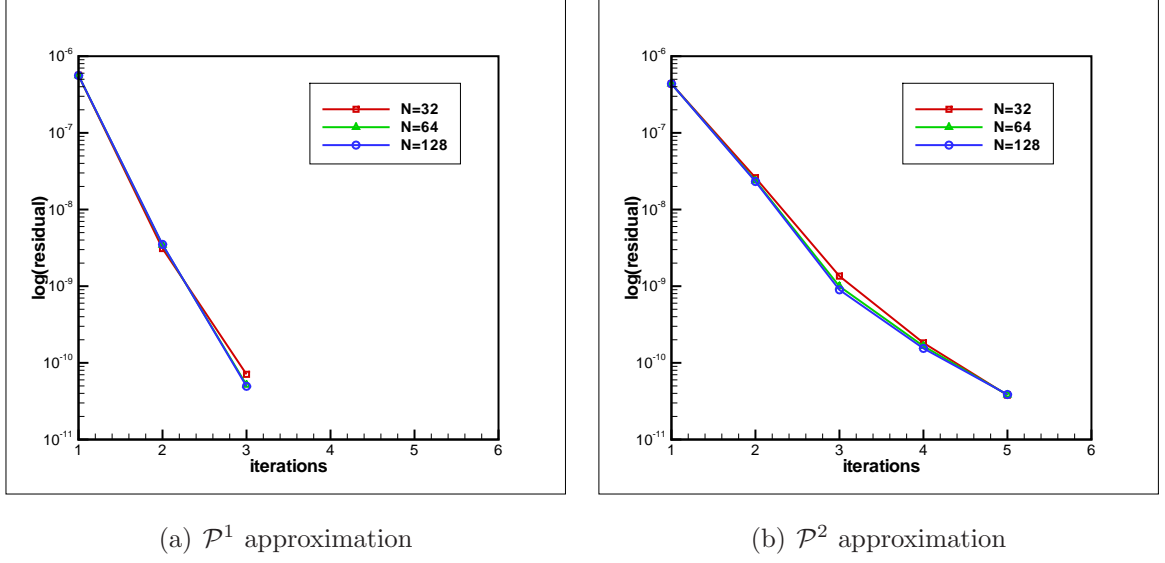 10-6
10-7
10-8
10-9
10-10
10-11
log(residual)
1 2 3 4 5 6
iterations
N=32
N=64
N=128
(a) P1 approximation
10-6
10-7
10-8
10-9
10-10
10-11
log(residual)
1 2 3 4 5 6
iterations
N=32
N=64
N=128
(b) P2 approximation